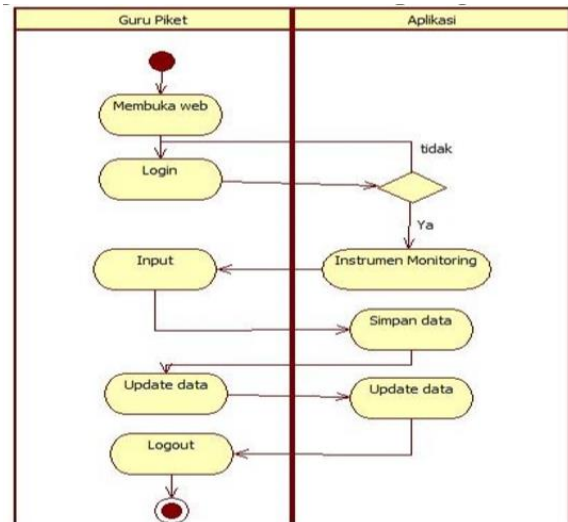 Guru Piket
Aplikasi
Membuka web
tidak
Login
Ya
Input
Instrumen Monitoring
Simpan data
Update data
Update data
Logout